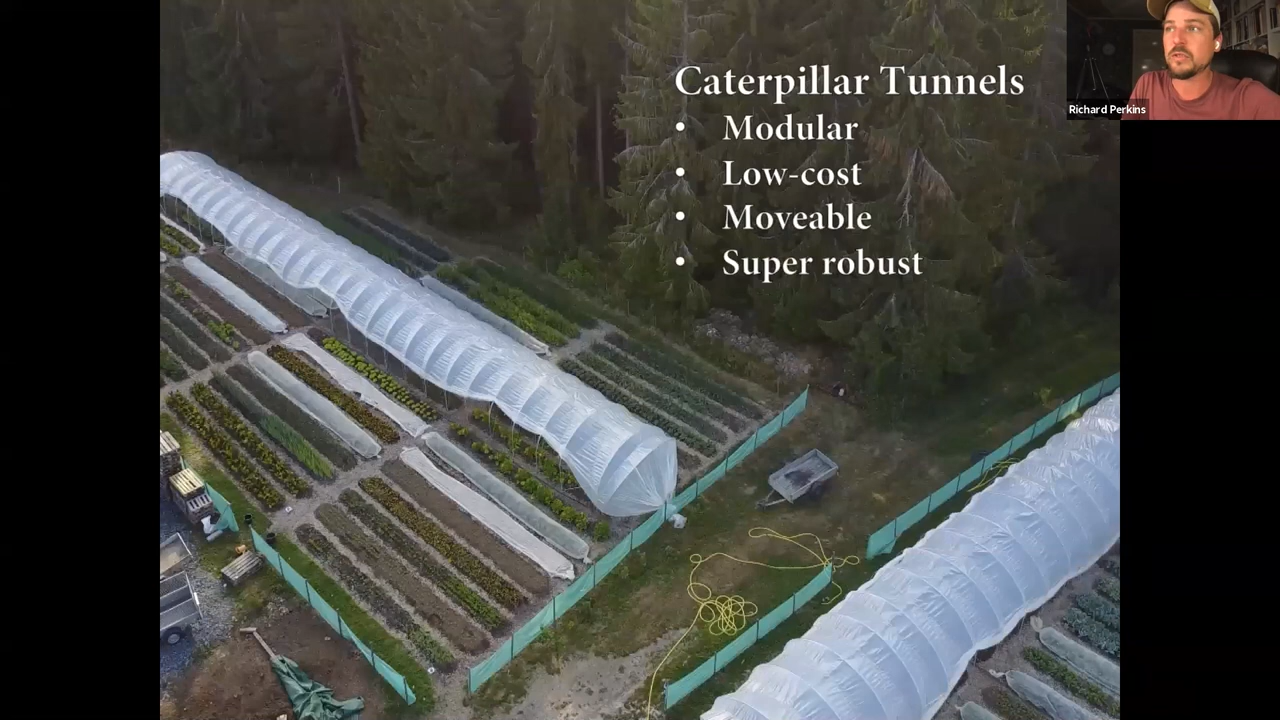 Caterpillar Tunnels
• Modular
• Low-cost
• Moveable
• Super robust
Richard Perkins